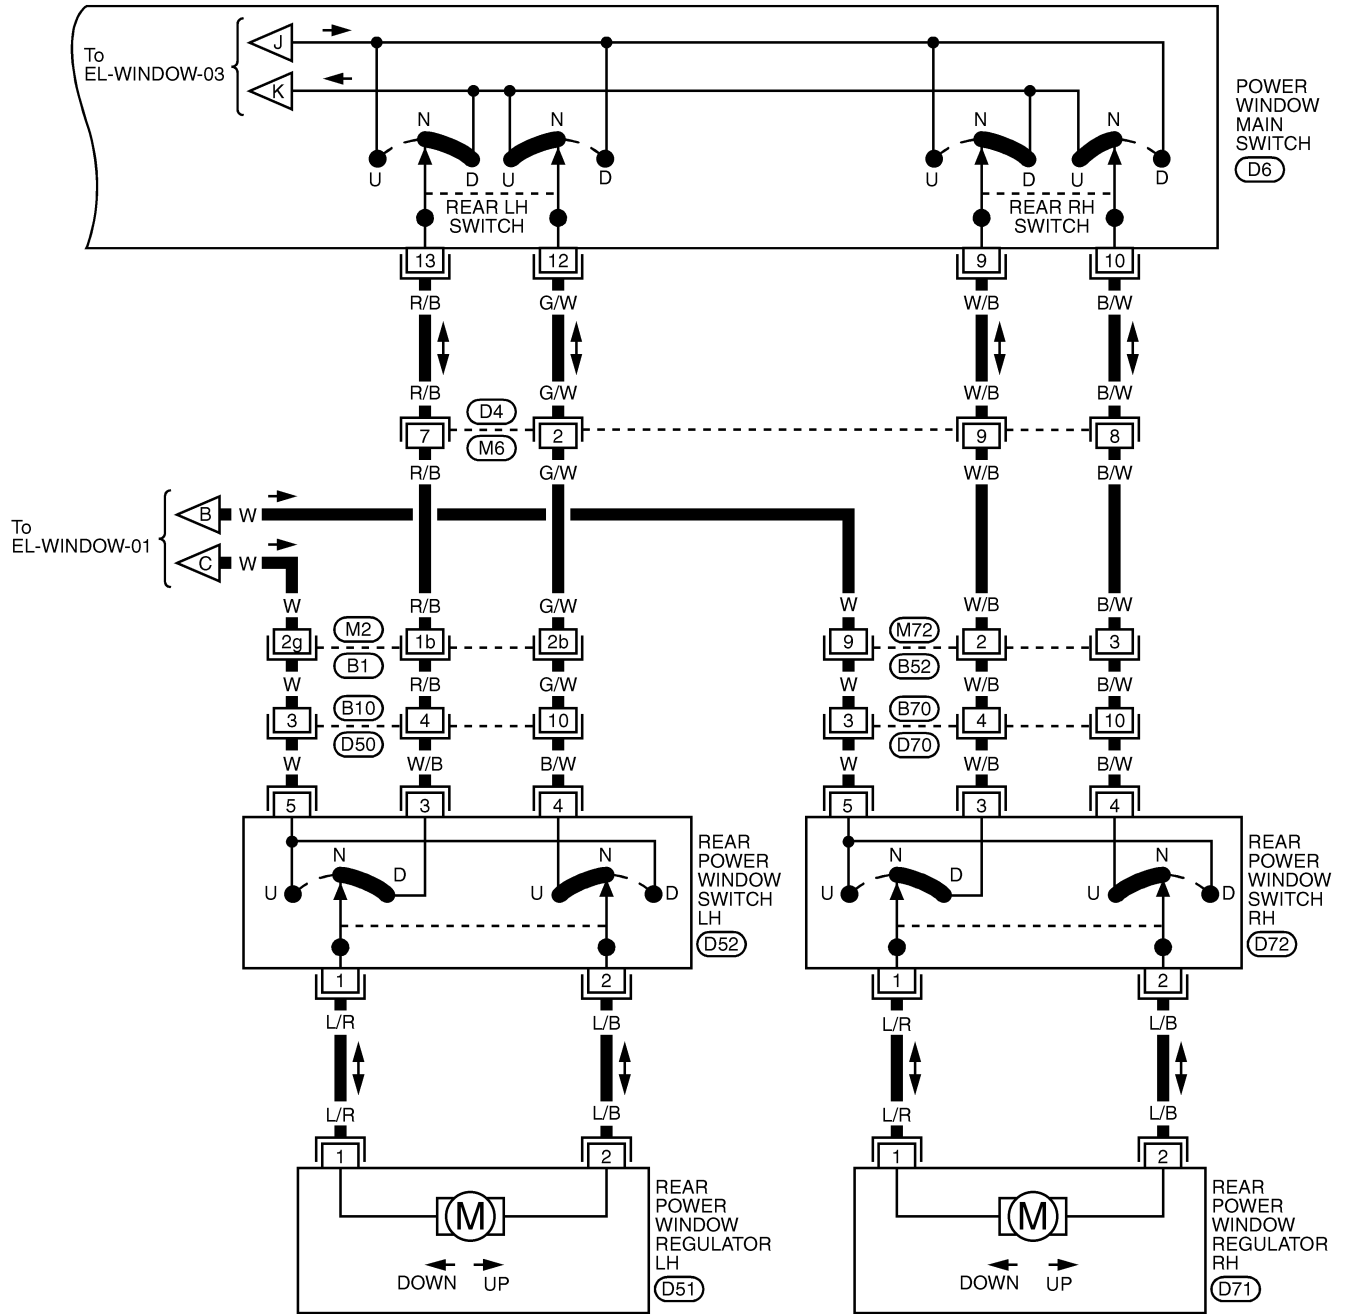 To
EL-WINDOW-03
J
K
POWER
WINDOW
MAIN
SWITCH
D6
N N N N
U D U D U D U D
REAR LH
SWITCH
REAR RH
SWITCH
13 12 9 10
R/B G/W W/B B/W
R/B G/W W/B B/W
D4
7 2 9 8
M6
R/B G/W W/B B/W
To
EL-WINDOW-01
B W
C W
W R/B G/W W W/B B/W
M2 M72
2g 1b 2b 9 2 3
B1 B52
W R/B G/W W W/B B/W
B10 B70
3 4 10 3 4 10
D50 D70
W W/B B/W W W/B B/W
5 3 4 5 3 4
N N N N
U D U D U D U D
REAR
POWER
WINDOW
SWITCH
LH
D52
REAR
POWER
WINDOW
SWITCH
RH
D72
1 2 1 2
L/R L/B L/R L/B
L/R L/B L/R L/B
1 2 1 2
M
DOWN UP
REAR
POWER
WINDOW
REGULATOR
LH
D51
M
DOWN UP
REAR
POWER
WINDOW
REGULATOR
RH
D71